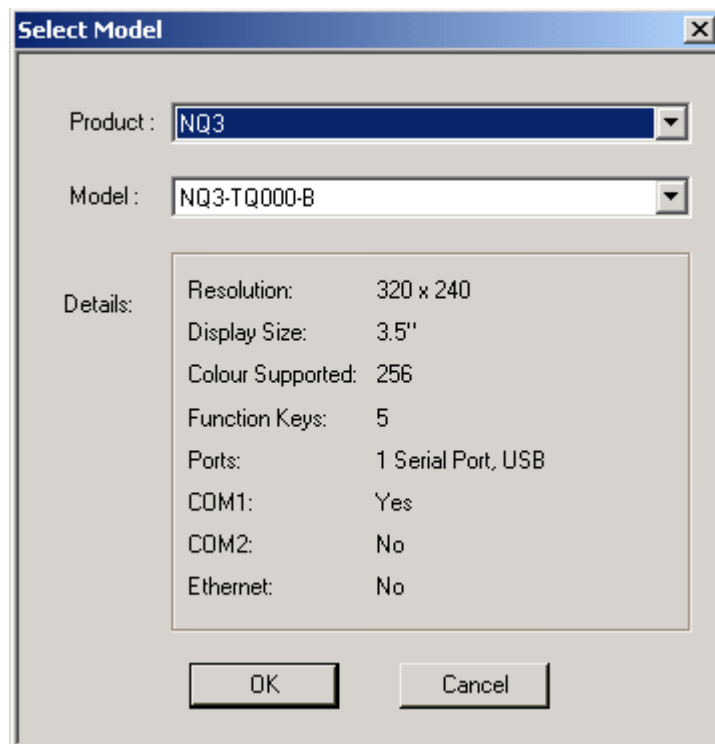 Select Model
Product : NQ3
Model : NQ3-TQ000-B
Details:
Resolution: 320 x 240
Display Size: 3.5"
Colour Supported: 256
Function Keys: 5
Ports: 1 Serial Port, USB
COM1: Yes
COM2: No
Ethernet: No
OK Cancel